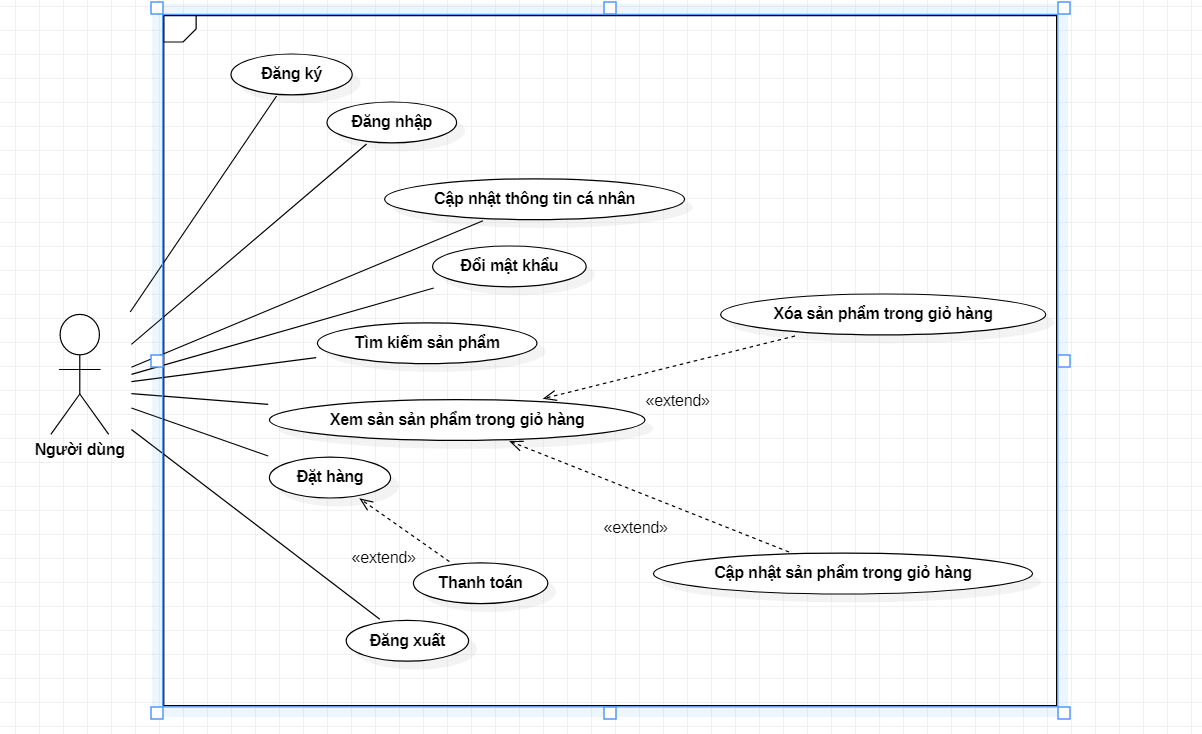 Đăng ký
Đăng nhập
Cập nhật thông tin cá nhân
Đổi mật khẩu
Xóa sản phẩm trong giỏ hàng
Tìm kiếm sản phẩm
«extend»
Xem sản sản phẩm trong giỏ hàng
Người dùng
Đặt hàng
«extend»
«extend»
Thanh toán
Cập nhật sản phẩm trong giỏ hàng
Đăng xuất